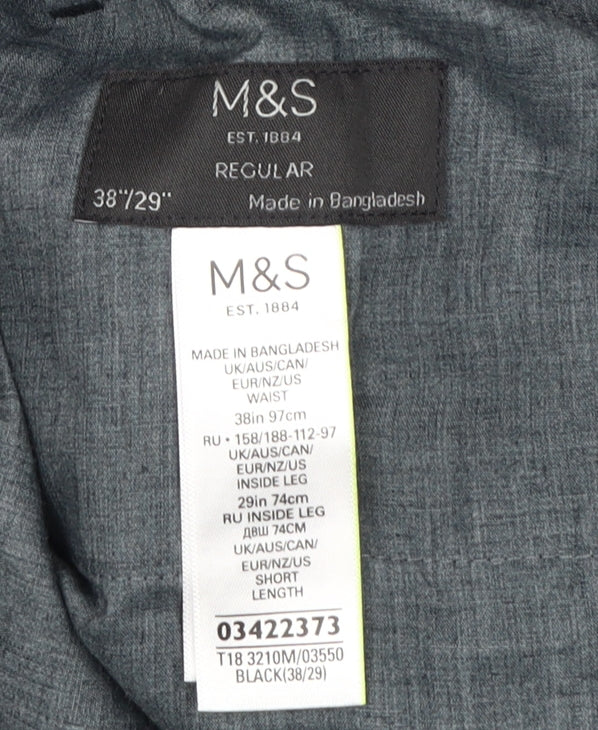 M&S
EST. 1884
REGULAR
38"/29" Made in Bangladesh
M&S
EST. 1884
MADE IN BANGLADESH
UK/AUS/CAN/
EUR/NZ/US
WAIST
38in 97cm
RU • 158/188-112-97
UK/AUS/CAN/
EUR/NZ/US
INSIDE LEG
29in 74cm
RU INSIDE LEG
ДВШ 74CM
UK/AUS/CAN/
EUR/NZ/US
SHORT
LENGTH
03422373
T18 3210M/03550
BLACK(38/29)